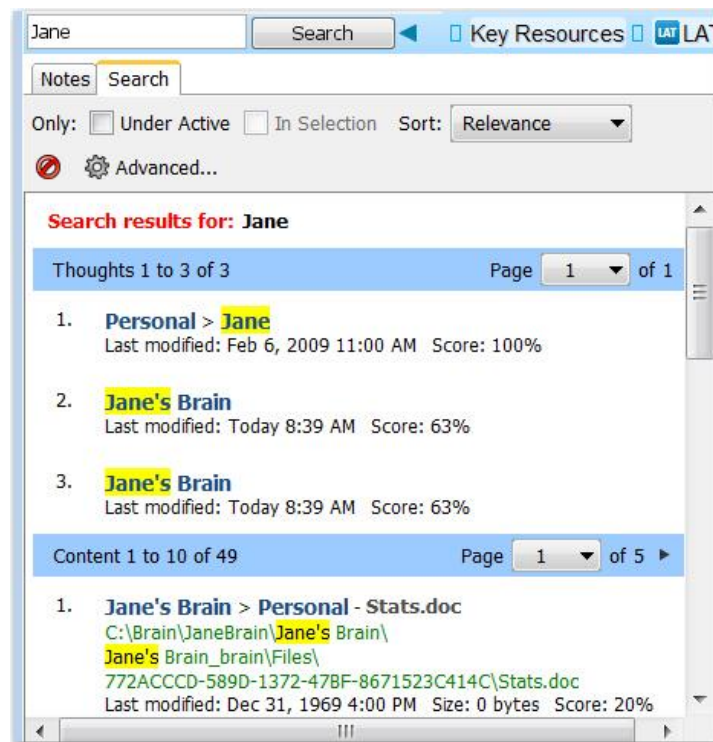 Jane Search Key Resources LAT LAT
Notes Search
Only: Under Active In Selection Sort: Relevance
Advanced...
Search results for: Jane
Thoughts 1 to 3 of 3 Page 1 of 1
1. Personal > Jane
Last modified: Feb 6, 2009 11:00 AM Score: 100%
2. Jane's Brain
Last modified: Today 8:39 AM Score: 63%
3. Jane's Brain
Last modified: Today 8:39 AM Score: 63%
Content 1 to 10 of 49 Page 1 of 5
1. Jane's Brain > Personal - Stats.doc
C:\Brain\JaneBrain\Jane's Brain\
Jane's Brain_brain\Files\
772ACCCD-589D-1372-47BF-8671523C414C\Stats.doc
Last modified: Dec 31, 1969 4:00 PM Size: 0 bytes Score: 20%